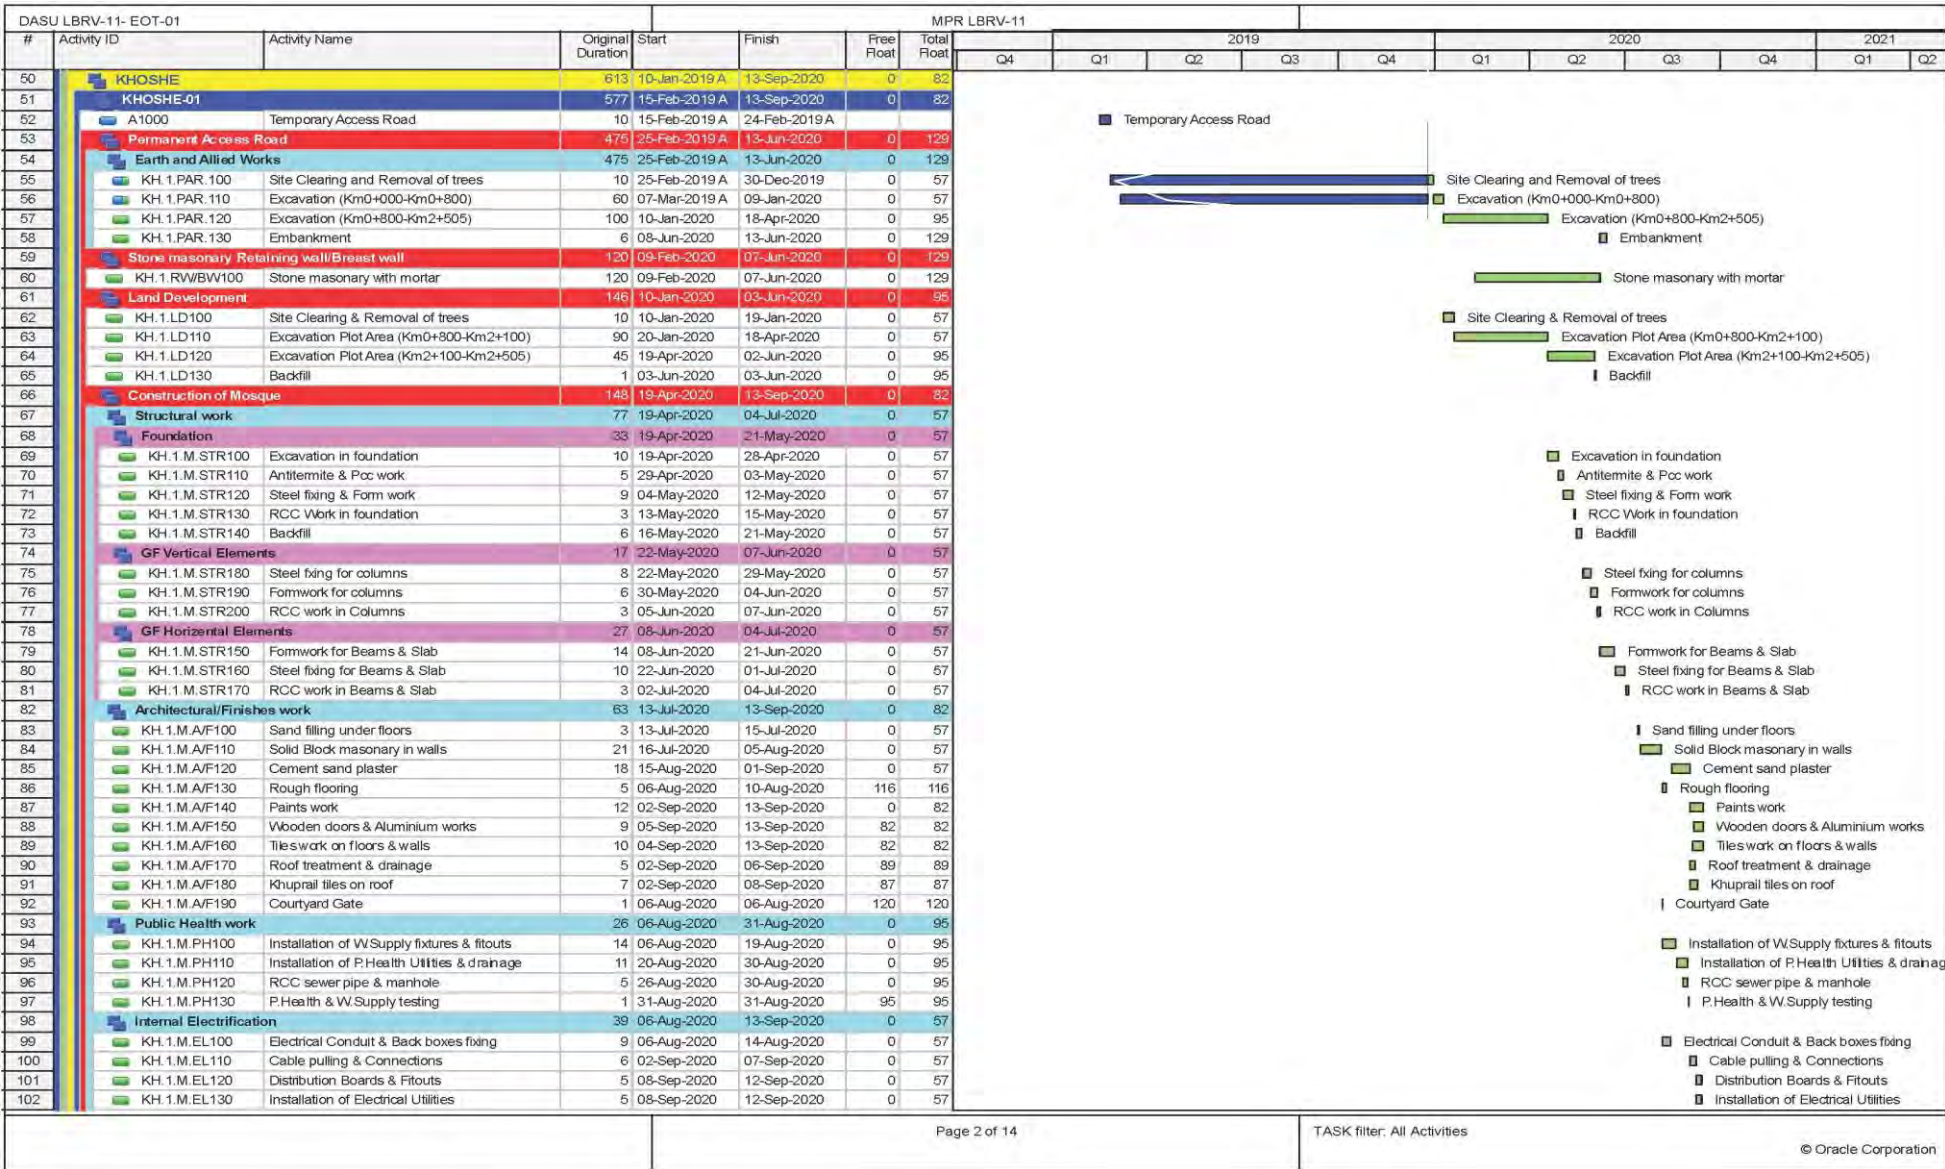 DASU LBRV-11- EOT-01 MPR LBRV-11
# Activity ID Activity Name Original Duration Start Finish Free Float Total Float 2019 2020 2021
Q4 Q1 Q2 Q3 Q4 Q1 Q2 Q3 Q4 Q1 Q2
50 KHOSHE 613 10-Jan-2019 A 13-Sep-2020 0 82
51 KHOSHE-01 577 15-Feb-2019 A 13-Sep-2020 0 82
52 A1000 Temporary Access Road 10 15-Feb-2019 A 24-Feb-2019 A Temporary Access Road
53 Permanent Access Road 475 25-Feb-2019 A 13-Jun-2020 0 129
54 Earth and Allied Works 475 25-Feb-2019 A 13-Jun-2020 0 129
55 KH.1.PAR.100 Site Clearing and Removal of trees 10 25-Feb-2019 A 30-Dec-2019 0 57 Site Clearing and Removal of trees
56 KH.1.PAR.110 Excavation (Km0+000-Km0+800) 60 07-Mar-2019 A 09-Jan-2020 0 57 Excavation (Km0+000-Km0+800)
57 KH.1.PAR.120 Excavation (Km0+800-Km2+505) 100 10-Jan-2020 18-Apr-2020 0 95 Excavation (Km0+800-Km2+505)
58 KH.1.PAR.130 Embankment 6 08-Jun-2020 13-Jun-2020 0 129 Embankment
59 Stone masonary Retaining wall/Breast wall 120 09-Feb-2020 07-Jun-2020 0 129
60 KH.1.RW/BW100 Stone masonary with mortar 120 09-Feb-2020 07-Jun-2020 0 129 Stone masonary with mortar
61 Land Development 146 10-Jan-2020 03-Jun-2020 0 95
62 KH.1.LD100 Site Clearing & Removal of trees 10 10-Jan-2020 19-Jan-2020 0 57 Site Clearing & Removal of trees
63 KH.1.LD110 Excavation Plot Area (Km0+800-Km2+100) 90 20-Jan-2020 18-Apr-2020 0 57 Excavation Plot Area (Km0+800-Km2+100)
64 KH.1.LD120 Excavation Plot Area (Km2+100-Km2+505) 45 19-Apr-2020 02-Jun-2020 0 95 Excavation Plot Area (Km2+100-Km2+505)
65 KH.1.LD130 Backfill 1 03-Jun-2020 03-Jun-2020 0 95 Backfill
66 Construction of Mosque 148 19-Apr-2020 13-Sep-2020 0 82
67 Structural work 77 19-Apr-2020 04-Jul-2020 0 57
68 Foundation 33 19-Apr-2020 21-May-2020 0 57
69 KH.1.M.STR100 Excavation in foundation 10 19-Apr-2020 28-Apr-2020 0 57 Excavation in foundation
70 KH.1.M.STR110 Antitermite & Pcc work 5 29-Apr-2020 03-May-2020 0 57 Antitermite & Pcc work
71 KH.1.M.STR120 Steel fixing & Form work 9 04-May-2020 12-May-2020 0 57 Steel fixing & Form work
72 KH.1.M.STR130 RCC Work in foundation 3 13-May-2020 15-May-2020 0 57 RCC Work in foundation
73 KH.1.M.STR140 Backfill 6 16-May-2020 21-May-2020 0 57 Backfill
74 GF Vertical Elements 17 22-May-2020 07-Jun-2020 0 57
75 KH.1.M.STR180 Steel fxing for columns 8 22-May-2020 29-May-2020 0 57 Steel fxing for columns
76 KH.1.M.STR190 Formwork for columns 6 30-May-2020 04-Jun-2020 0 57 Formwork for columns
77 KH.1.M.STR200 RCC work in Columns 3 05-Jun-2020 07-Jun-2020 0 57 RCC work in Columns
78 GF Horizental Elements 27 08-Jun-2020 04-Jul-2020 0 57
79 KH.1.M.STR150 Formwork for Beams & Slab 14 08-Jun-2020 21-Jun-2020 0 57 Formwork for Beams & Slab
80 KH.1.M.STR160 Steel fixing for Beams & Slab 10 22-Jun-2020 01-Jul-2020 0 57 Steel fixing for Beams & Slab
81 KH.1.M.STR170 RCC work in Beams & Slab 3 02-Jul-2020 04-Jul-2020 0 57 RCC work in Beams & Slab
82 Architectural/Finishes work 63 13-Jul-2020 13-Sep-2020 0 82
83 KH.1.M.A/F100 Sand filling under floors 3 13-Jul-2020 15-Jul-2020 0 57 Sand filling under floors
84 KH.1.M.A/F110 Solid Block masonary in walls 21 16-Jul-2020 05-Aug-2020 0 57 Solid Block masonary in walls
85 KH.1.M.A/F120 Cement sand plaster 18 15-Aug-2020 01-Sep-2020 0 57 Cement sand plaster
86 KH.1.M.A/F130 Rough flooring 5 06-Aug-2020 10-Aug-2020 116 116 Rough flooring
87 KH.1.M.A/F140 Paints work 12 02-Sep-2020 13-Sep-2020 0 82 Paints work
88 KH.1.M.A/F150 Wooden doors & Aluminium works 9 05-Sep-2020 13-Sep-2020 82 82 Wooden doors & Aluminium works
89 KH.1.M.A/F160 Tiles work on floors & walls 10 04-Sep-2020 13-Sep-2020 82 82 Tiles work on floors & walls
90 KH.1.M.A/F170 Roof treatment & drainage 5 02-Sep-2020 06-Sep-2020 89 89 Roof treatment & drainage
91 KH.1.M.A/F180 Khuprail tiles on roof 7 02-Sep-2020 08-Sep-2020 87 87 Khuprail tiles on roof
92 KH.1.M.A/F190 Courtyard Gate 1 06-Aug-2020 06-Aug-2020 120 120 Courtyard Gate
93 Public Health work 26 06-Aug-2020 31-Aug-2020 0 95
94 KH.1.M.PH100 Installation of W.Supply fixtures & fitouts 14 06-Aug-2020 19-Aug-2020 0 95 Installation of W.Supply fixtures & fitouts
95 KH.1.M.PH110 Installation of P.Health Utilities & drainage 11 20-Aug-2020 30-Aug-2020 0 95 Installation of P.Health Utilities & drainag
96 KH.1.M.PH120 RCC sewer pipe & manhole 5 26-Aug-2020 30-Aug-2020 0 95 RCC sewer pipe & manhole
97 KH.1.M.PH130 P.Health & W.Supply testing 1 31-Aug-2020 31-Aug-2020 95 95 P.Health & W.Supply testing
98 Internal Electrification 39 06-Aug-2020 13-Sep-2020 0 57
99 KH.1.M.EL100 Electrical Conduit & Back boxes fixing 9 06-Aug-2020 14-Aug-2020 0 57 Electrical Conduit & Back boxes fixing
100 KH.1.M.EL110 Cable pulling & Connections 6 02-Sep-2020 07-Sep-2020 0 57 Cable pulling & Connections
101 KH.1.M.EL120 Distribution Boards & Fitouts 5 08-Sep-2020 12-Sep-2020 0 57 Distribution Boards & Fitouts
102 KH.1.M.EL130 Installation of Electrical Utilities 5 08-Sep-2020 12-Sep-2020 0 57 Installation of Electrical Utilities
Page 2 of 14 TASK filter: All Activities
© Oracle Corporation